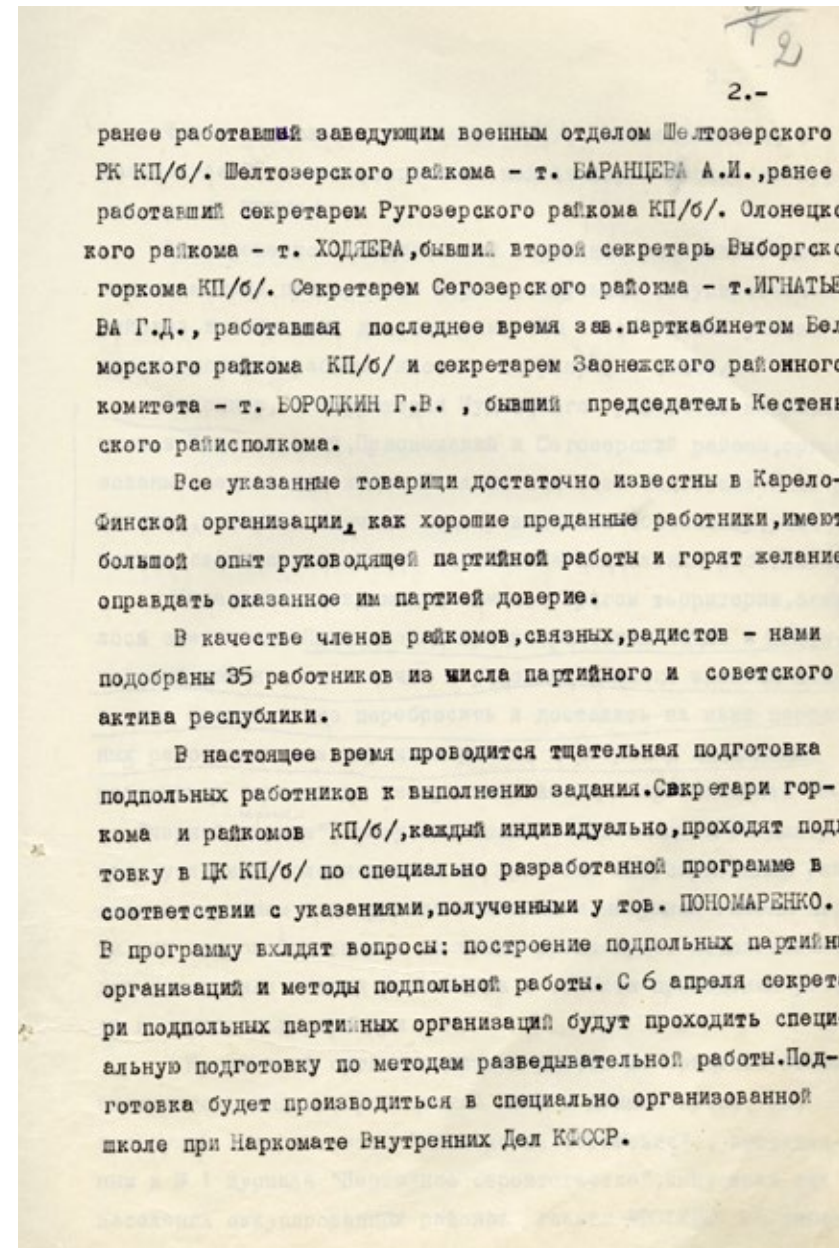 7
2
2.-
ранее работавший заведующим военным отделом Шелтозерского
РК КП/б/. Шелтозерского райкома - т. БАРАНЦЕВА А.И.,ранее
работавший секретарем Ругозерского райкома КП/б/. Олонецко
кого райкома - т. ХОДЯЕВА,бывший второй секретарь Выборгско
горкома КП/б/. Секретарем Сегозерского райокма - т.ИГНАТЬЕ
ВА Г.Д., работавшая последнее время зав.парткабинетом Бел
морского райкома КП/б/ и секретарем Заонежского районного
комитета - т. БОРОДКИН Г.В. , бывший председатель Кестень
ского райисполкома.
Все указанные товарищи достаточно известны в Карело-
Финской организации, как хорошие преданные работники,имеют
большой опыт руководящей партийной работы и горят желание
оправдать оказанное им партией доверие.
В качестве членов райкомов,связных,радистов - нами
подобраны 35 работников из числа партийного и советского
актива республики.
В настоящее время проводится тщательная подготовка
подпольных работников к выполнению задания.Секретари гор-
кома и райкомов КП/б/,каждый индивидуально,проходят подг
товку в ЦК КП/б/ по специально разработанной программе в
соответствии с указаниями,полученными у тов. ПОНОМАРЕНКО.
В программу вхлдят вопросы: построение подпольных партийн
организаций и методы подпольной работы. С 6 апреля секрет
ри подпольных партийных организаций будут проходить специ
альную подготовку по методам разведывательной работы.Под-
готовка будет производиться в специально организованной
школе при Наркомате Внутренних Дел КФССР.